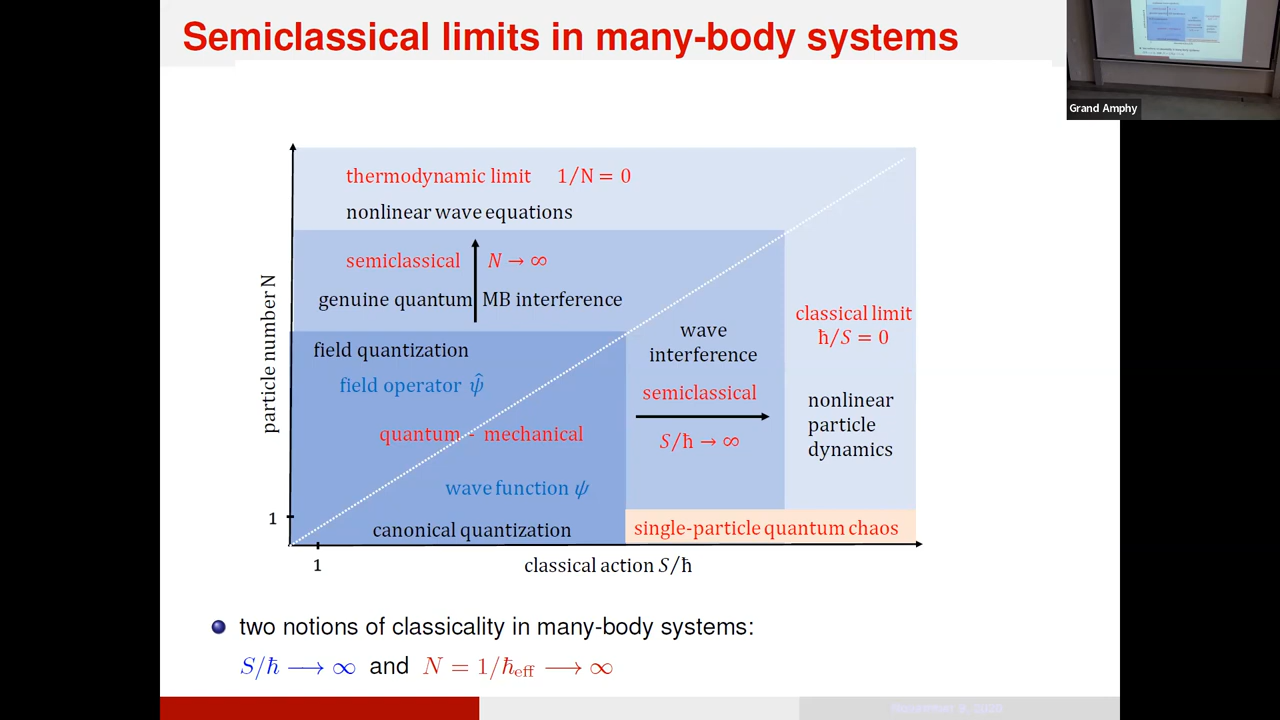 Semiclassical limits in many-body systems
Grand Amphy
thermodynamic limit 1/N = 0
nonlinear wave equations
semiclassical N → ∞
genuine quantum MB interference
field quantization
field operator ψ̂
quantum - mechanical
wave function ψ
canonical quantization
wave
interference
semiclassical
S/ħ → ∞
classical limit
ħ/S = 0
nonlinear
particle
dynamics
single-particle quantum chaos
particle number N
1
1
classical action S/ħ
two notions of classicality in many-body systems:
S/ħ ⟶ ∞ and N = 1/ħeff ⟶ ∞